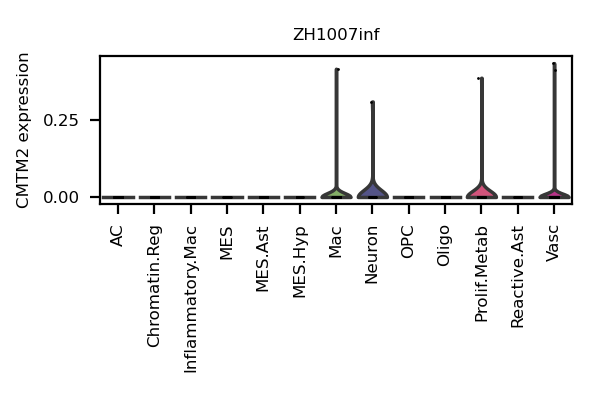 ZH1007inf
CMTM2 expression
0.25
0.00
AC
Chromatin.Reg
Inflammatory.Mac
MES
MES.Ast
MES.Hyp
Mac
Neuron
OPC
Oligo
Prolif.Metab
Reactive.Ast
Vasc